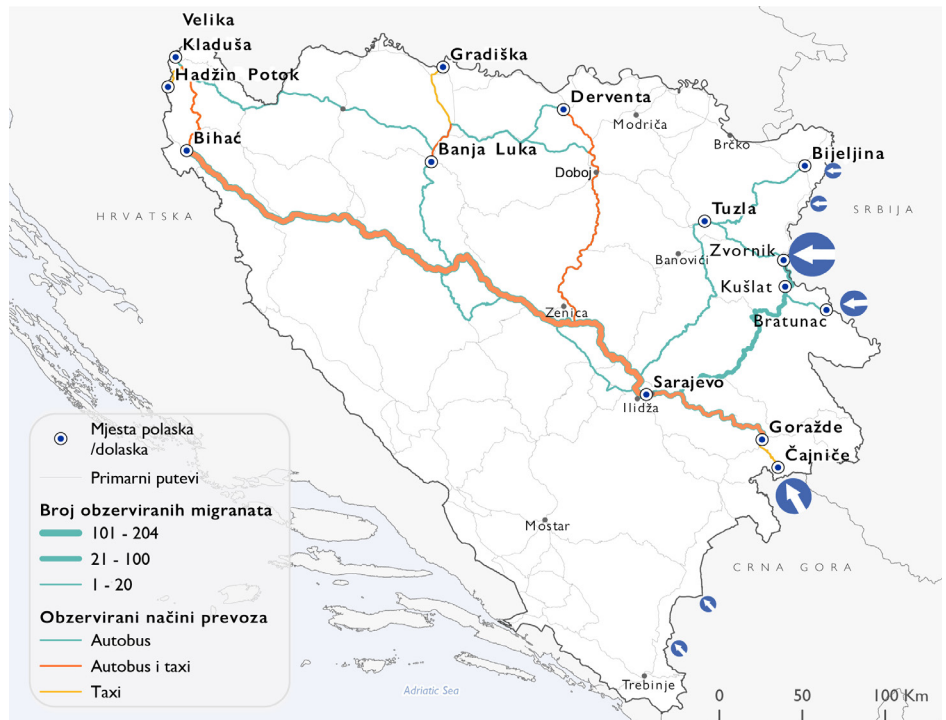 Velika
Kladuša
Hadžin Potok
Bihać
Gradiška
Derventa
Modriča
Brčko
Banja Luka
Doboj
Bijeljina
HRVATSKA
SRBIJA
Tuzla
Zvornik
Banovići
Kušlat
Zenica
Bratunac
Sarajevo
Ilidža
Goražde
Čajniče
Mostar
CRNA GORA
Trebinje
Adriatic Sea
Mjesta polaska
/dolaska
Primarni putevi
Broj obzerviranih migranata
101 - 204
21 - 100
1 - 20
Obzervirani načini prevoza
Autobus
Autobus i taxi
Taxi
0 50 100 Km